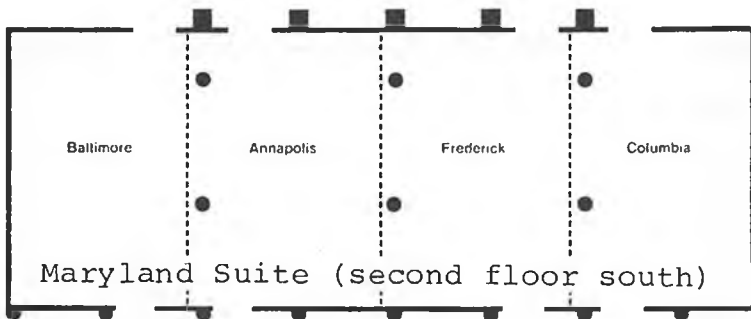 Baltimore Annapolis Frederick Columbia
Maryland Suite (second floor south)